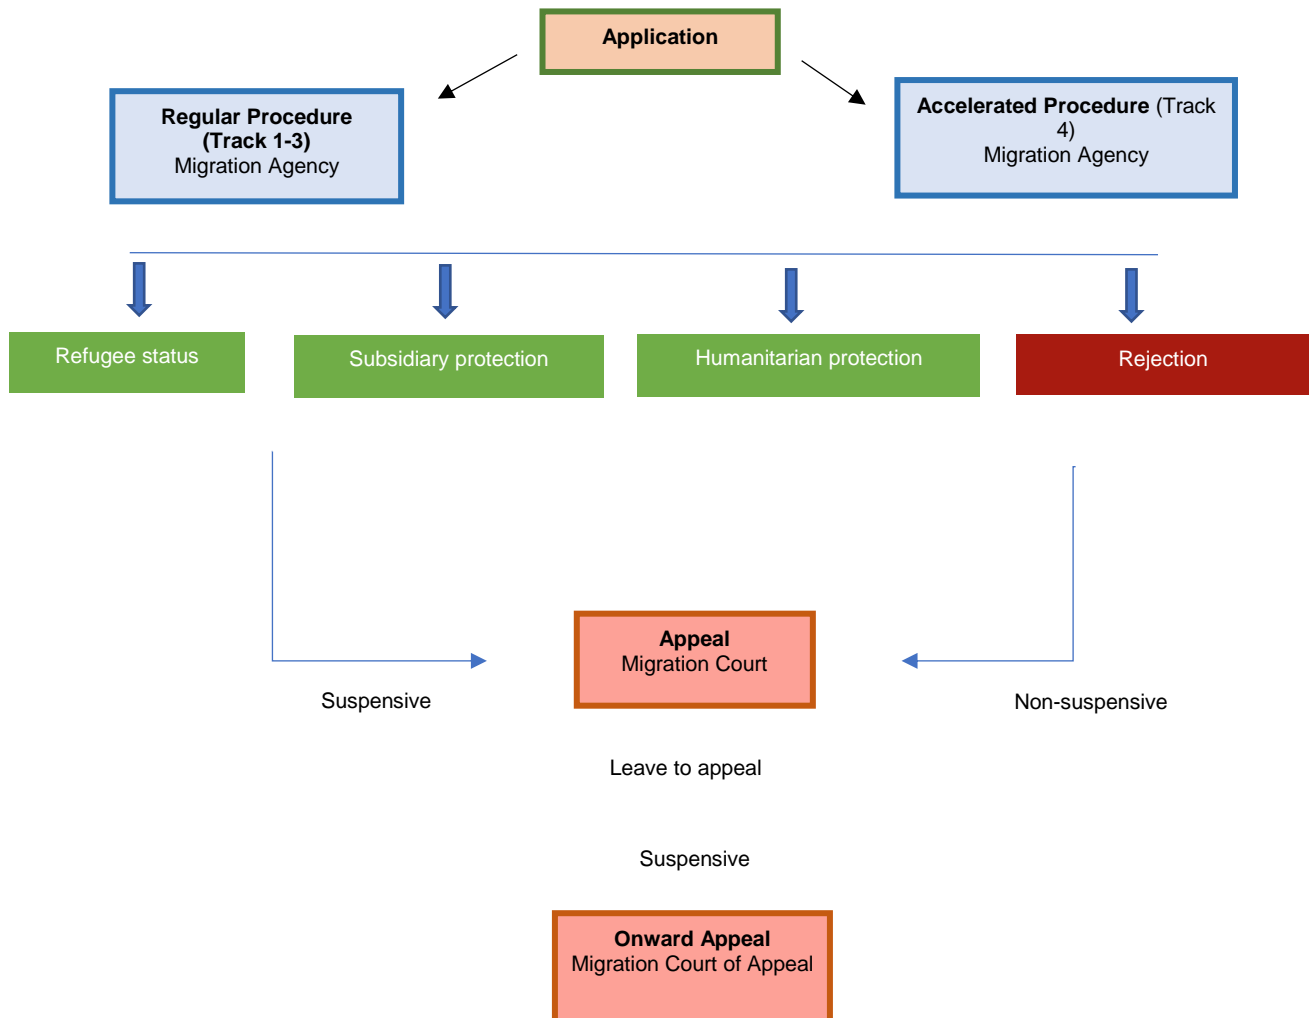 Application
Regular Procedure
(Track 1-3)
Migration Agency
Accelerated Procedure (Track
4)
Migration Agency
Refugee status
Subsidiary protection
Humanitarian protection
Rejection
Appeal
Migration Court
Suspensive
Non-suspensive
Leave to appeal
Suspensive
Onward Appeal
Migration Court of Appeal